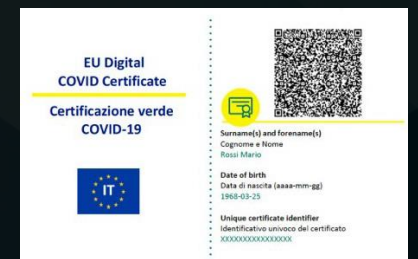 EU Digital
COVID Certificate
Certificazione verde
COVID-19
IT
Surname(s) and forename(s)
Cognome e Nome
Rossi Mario
Date of birth
Data di nascita (aaaa-mm-gg)
1968-03-25
Unique certificate identifier
Identificativo univoco del certificato
XXXXXXXXXXXXXXXX